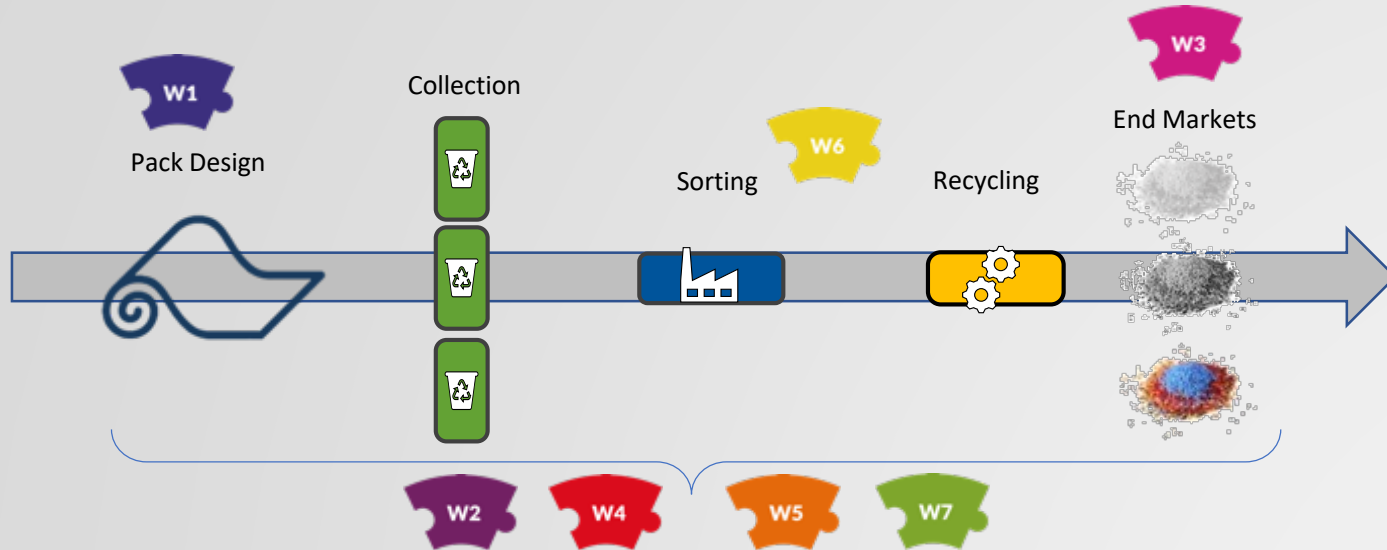 W1
Pack Design
Collection
Sorting
W6
Recycling
W3
End Markets
W2
W4
W5
W7